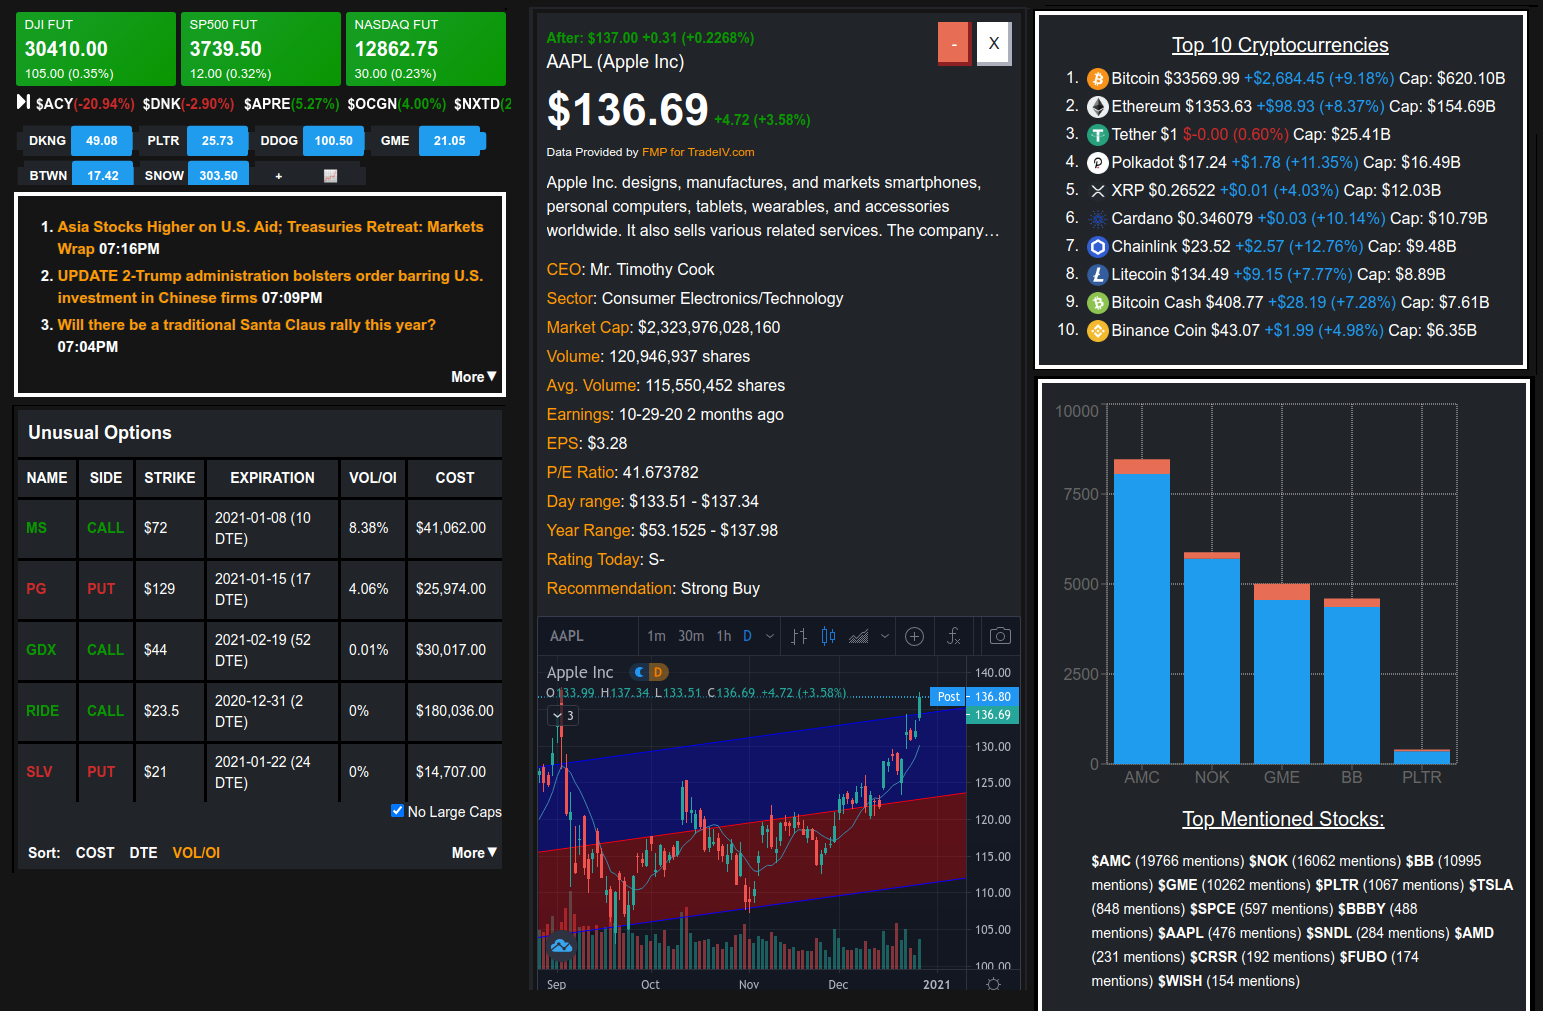 DJI FUT
30410.00
105.00 (0.35%)
SP500 FUT
3739.50
12.00 (0.32%)
NASDAQ FUT
12862.75
30.00 (0.23%)
$ACY(-20.94%) $DNK(-2.90%) $APRE(5.27%) $OCGN(4.00%) $NXTD(2
DKNG 49.08 PLTR 25.73 DDOG 100.50 GME 21.05
BTWN 17.42 SNOW 303.50 +
1. Asia Stocks Higher on U.S. Aid; Treasuries Retreat: Markets
Wrap 07:16PM
2. UPDATE 2-Trump administration bolsters order barring U.S.
investment in Chinese firms 07:09PM
3. Will there be a traditional Santa Claus rally this year?
07:04PM
More▼
Unusual Options
NAME SIDE STRIKE EXPIRATION VOL/OI COST
MS CALL $72 2021-01-08 (10 DTE) 8.38% $41,062.00
PG PUT $129 2021-01-15 (17 DTE) 4.06% $25,974.00
GDX CALL $44 2021-02-19 (52 DTE) 0.01% $30,017.00
RIDE CALL $23.5 2020-12-31 (2 DTE) 0% $180,036.00
SLV PUT $21 2021-01-22 (24 DTE) 0% $14,707.00
No Large Caps
Sort: COST DTE VOL/OI More▼
After: $137.00 +0.31 (+0.2268%)
- X
AAPL (Apple Inc)
$136.69 +4.72 (+3.58%)
Data Provided by FMP for TradeIV.com
Apple Inc. designs, manufactures, and markets smartphones,
personal computers, tablets, wearables, and accessories
worldwide. It also sells various related services. The company…
CEO: Mr. Timothy Cook
Sector: Consumer Electronics/Technology
Market Cap: $2,323,976,028,160
Volume: 120,946,937 shares
Avg. Volume: 115,550,452 shares
Earnings: 10-29-20 2 months ago
EPS: $3.28
P/E Ratio: 41.673782
Day range: $133.51 - $137.34
Year Range: $53.1525 - $137.98
Rating Today: S-
Recommendation: Strong Buy
AAPL 1m 30m 1h D
Apple Inc D
O133.99 H137.34 L133.51 C136.69 +4.72 (+3.58%)
3
140.00
Post 136.80
136.69
130.00
125.00
120.00
115.00
110.00
105.00
100.00
Sep Oct Nov Dec 2021
Top 10 Cryptocurrencies
1. Bitcoin $33569.99 +$2,684.45 (+9.18%) Cap: $620.10B
2. Ethereum $1353.63 +$98.93 (+8.37%) Cap: $154.69B
3. Tether $1 $-0.00 (0.60%) Cap: $25.41B
4. Polkadot $17.24 +$1.78 (+11.35%) Cap: $16.49B
5. XRP $0.26522 +$0.01 (+4.03%) Cap: $12.03B
6. Cardano $0.346079 +$0.03 (+10.14%) Cap: $10.79B
7. Chainlink $23.52 +$2.57 (+12.76%) Cap: $9.48B
8. Litecoin $134.49 +$9.15 (+7.77%) Cap: $8.89B
9. Bitcoin Cash $408.77 +$28.19 (+7.28%) Cap: $7.61B
10. Binance Coin $43.07 +$1.99 (+4.98%) Cap: $6.35B
10000
7500
5000
2500
0
AMC NOK GME BB PLTR
Top Mentioned Stocks:
$AMC (19766 mentions) $NOK (16062 mentions) $BB (10995
mentions) $GME (10262 mentions) $PLTR (1067 mentions) $TSLA
(848 mentions) $SPCE (597 mentions) $BBBY (488
mentions) $AAPL (476 mentions) $SNDL (284 mentions) $AMD
(231 mentions) $CRSR (192 mentions) $FUBO (174
mentions) $WISH (154 mentions)